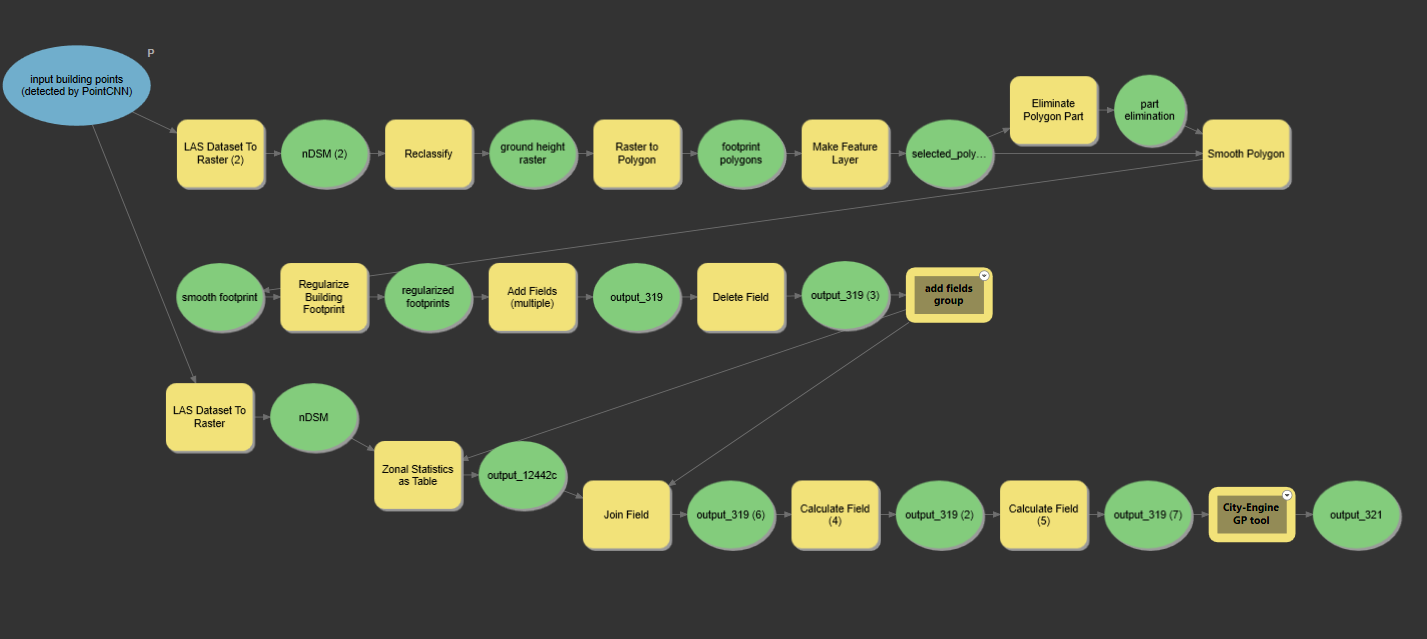 P
input building points
(detected by PointCNN)
LAS Dataset To
Raster (2)
nDSM (2)
Reclassify
ground height
raster
Raster to
Polygon
footprint
polygons
Make Feature
Layer
selected_poly...
Eliminate
Polygon Part
part
elimination
Smooth Polygon
smooth footprint
Regularize
Building
Footprint
regularized
footprints
Add Fields
(multiple)
output_319
Delete Field
output_319 (3)
add fields
group
LAS Dataset To
Raster
nDSM
Zonal Statistics
as Table
output_12442c
Join Field
output_319 (6)
Calculate Field
(4)
output_319 (2)
Calculate Field
(5)
output_319 (7)
City-Engine
GP tool
output_321